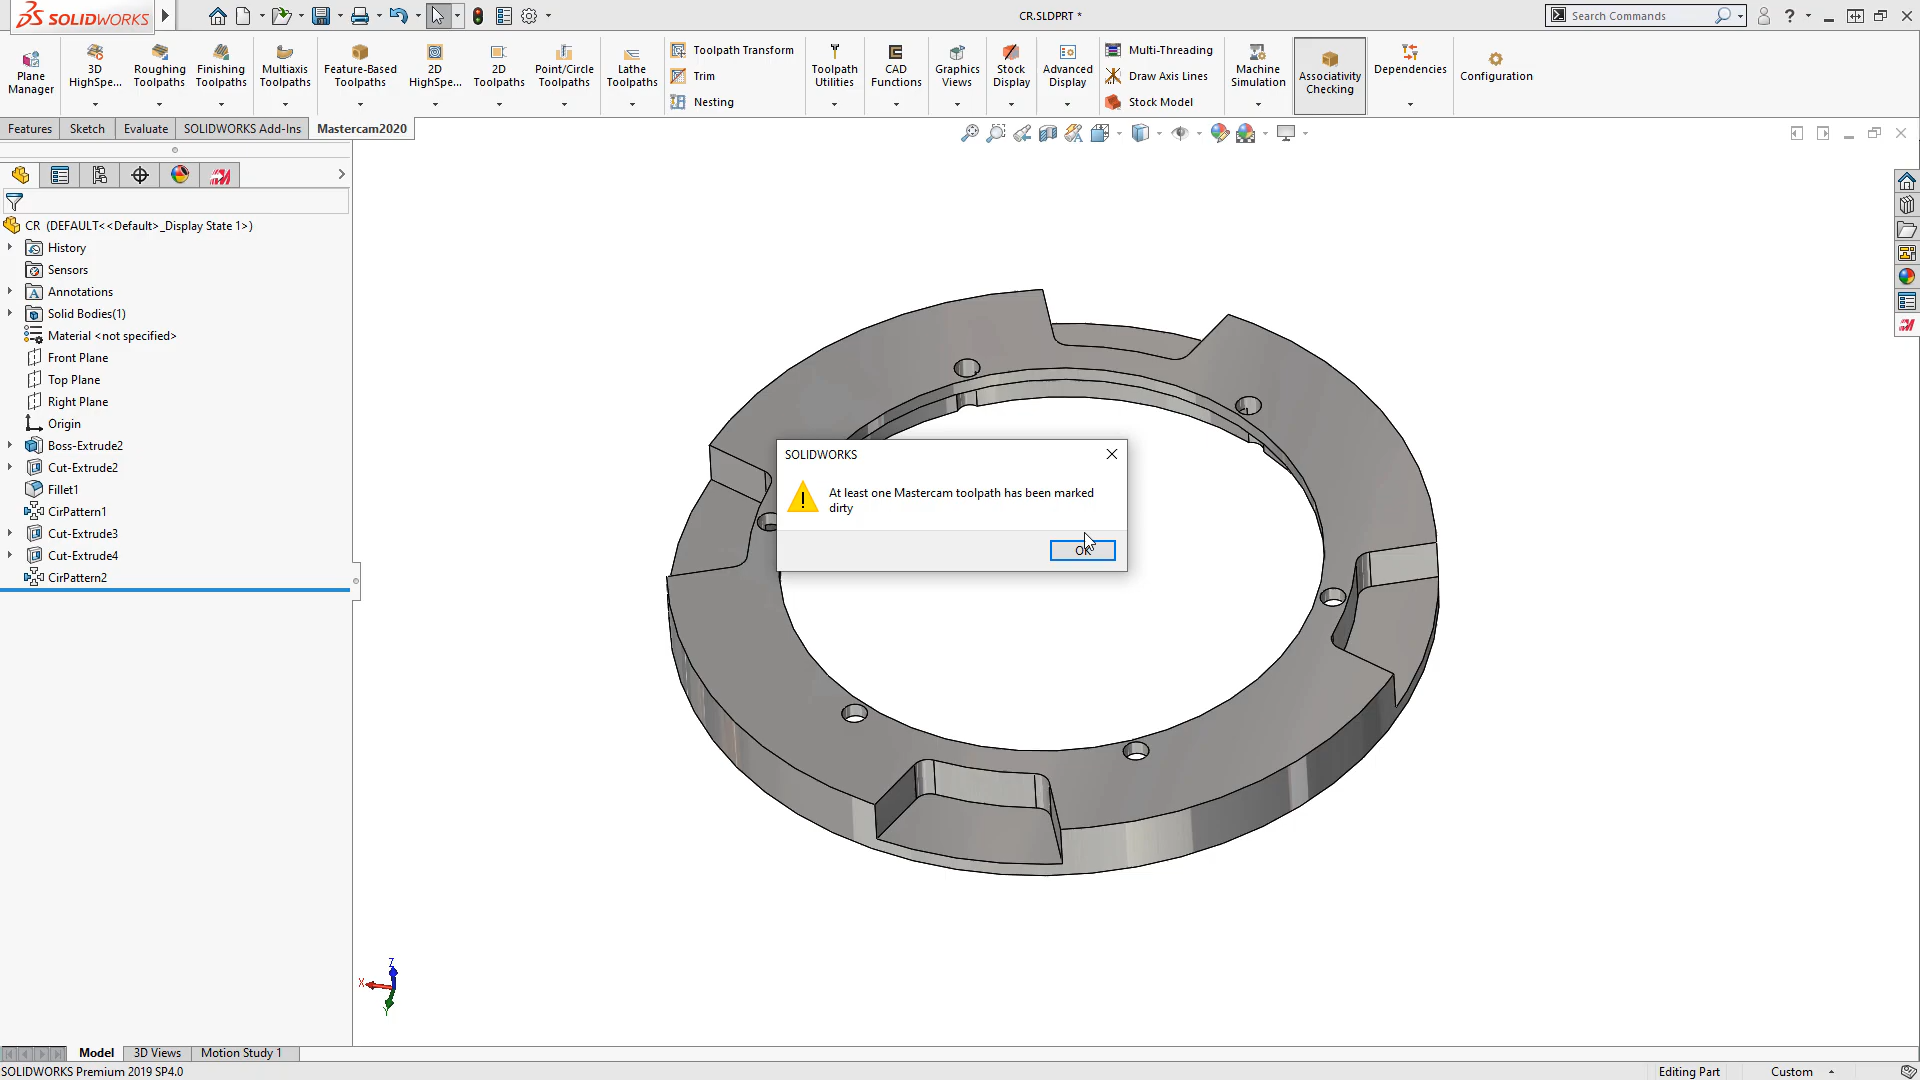 SOLIDWORKS
CR.SLDPRT *
Search Commands
Plane Manager
3D HighSpe...
Roughing Toolpaths
Finishing Toolpaths
Multiaxis Toolpaths
Feature-Based Toolpaths
2D HighSpe...
2D Toolpaths
Point/Circle Toolpaths
Lathe Toolpaths
Toolpath Transform
Trim
Nesting
Toolpath Utilities
CAD Functions
Graphics Views
Stock Display
Advanced Display
Multi-Threading
Draw Axis Lines
Stock Model
Machine Simulation
Associativity Checking
Dependencies
Configuration
Features
Sketch
Evaluate
SOLIDWORKS Add-Ins
Mastercam2020
CR (DEFAULT<<Default>_Display State 1>)
History
Sensors
Annotations
Solid Bodies(1)
Material <not specified>
Front Plane
Top Plane
Right Plane
Origin
Boss-Extrude2
Cut-Extrude2
Fillet1
CirPattern1
Cut-Extrude3
Cut-Extrude4
CirPattern2
SOLIDWORKS
At least one Mastercam toolpath has been marked
dirty
OK
Z
X
Y
Model
3D Views
Motion Study 1
SOLIDWORKS Premium 2019 SP4.0
Editing Part
Custom